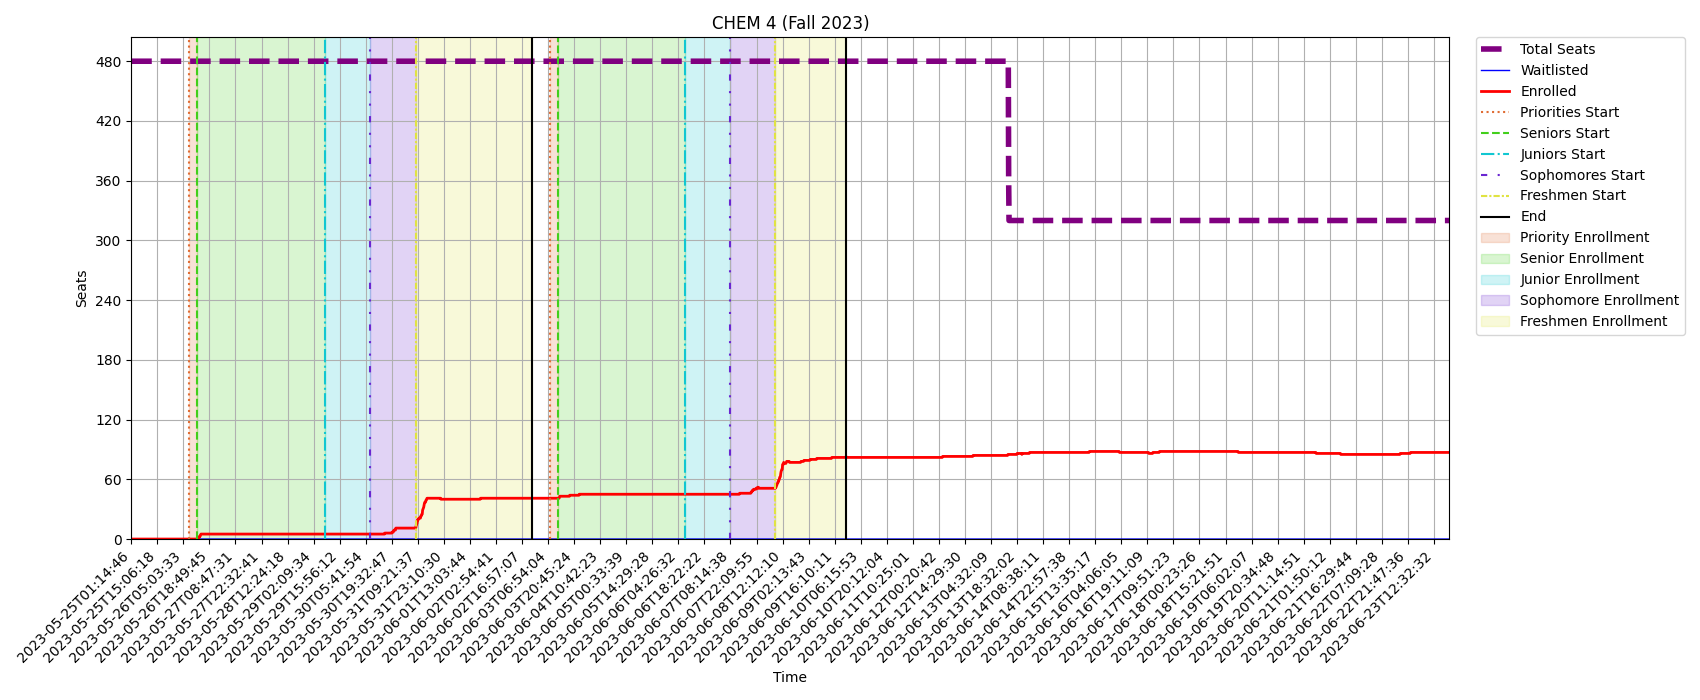 CHEM 4 (Fall 2023)
Total Seats
Waitlisted
Enrolled
Priorities Start
Seniors Start
Juniors Start
Sophomores Start
Freshmen Start
End
Priority Enrollment
Senior Enrollment
Junior Enrollment
Sophomore Enrollment
Freshmen Enrollment
Seats
480
420
360
300
240
180
120
60
0
2023-05-25T01:14:46
2023-05-25T15:06:18
2023-05-26T05:03:33
2023-05-26T18:49:45
2023-05-27T08:47:31
2023-05-27T22:32:41
2023-05-28T12:24:18
2023-05-29T02:09:34
2023-05-29T15:56:12
2023-05-30T05:41:54
2023-05-30T19:32:47
2023-05-31T09:21:37
2023-05-31T23:10:30
2023-06-01T13:03:44
2023-06-02T02:54:41
2023-06-02T16:57:07
2023-06-03T06:54:04
2023-06-03T20:45:24
2023-06-04T10:42:23
2023-06-05T00:33:39
2023-06-05T14:29:28
2023-06-06T04:26:32
2023-06-06T18:22:22
2023-06-07T08:14:38
2023-06-07T22:09:55
2023-06-08T12:12:10
2023-06-09T02:13:43
2023-06-09T16:10:11
2023-06-10T06:15:53
2023-06-10T20:12:04
2023-06-11T10:25:01
2023-06-12T00:20:42
2023-06-12T14:29:30
2023-06-13T04:32:09
2023-06-13T18:32:02
2023-06-14T08:38:11
2023-06-14T22:57:38
2023-06-15T13:35:17
2023-06-16T04:06:05
2023-06-16T19:11:09
2023-06-17T09:51:23
2023-06-18T00:23:26
2023-06-18T15:21:51
2023-06-19T06:02:07
2023-06-19T20:34:48
2023-06-20T11:14:51
2023-06-21T01:50:12
2023-06-21T16:29:44
2023-06-22T07:09:28
2023-06-22T21:47:36
2023-06-23T12:32:32
Time